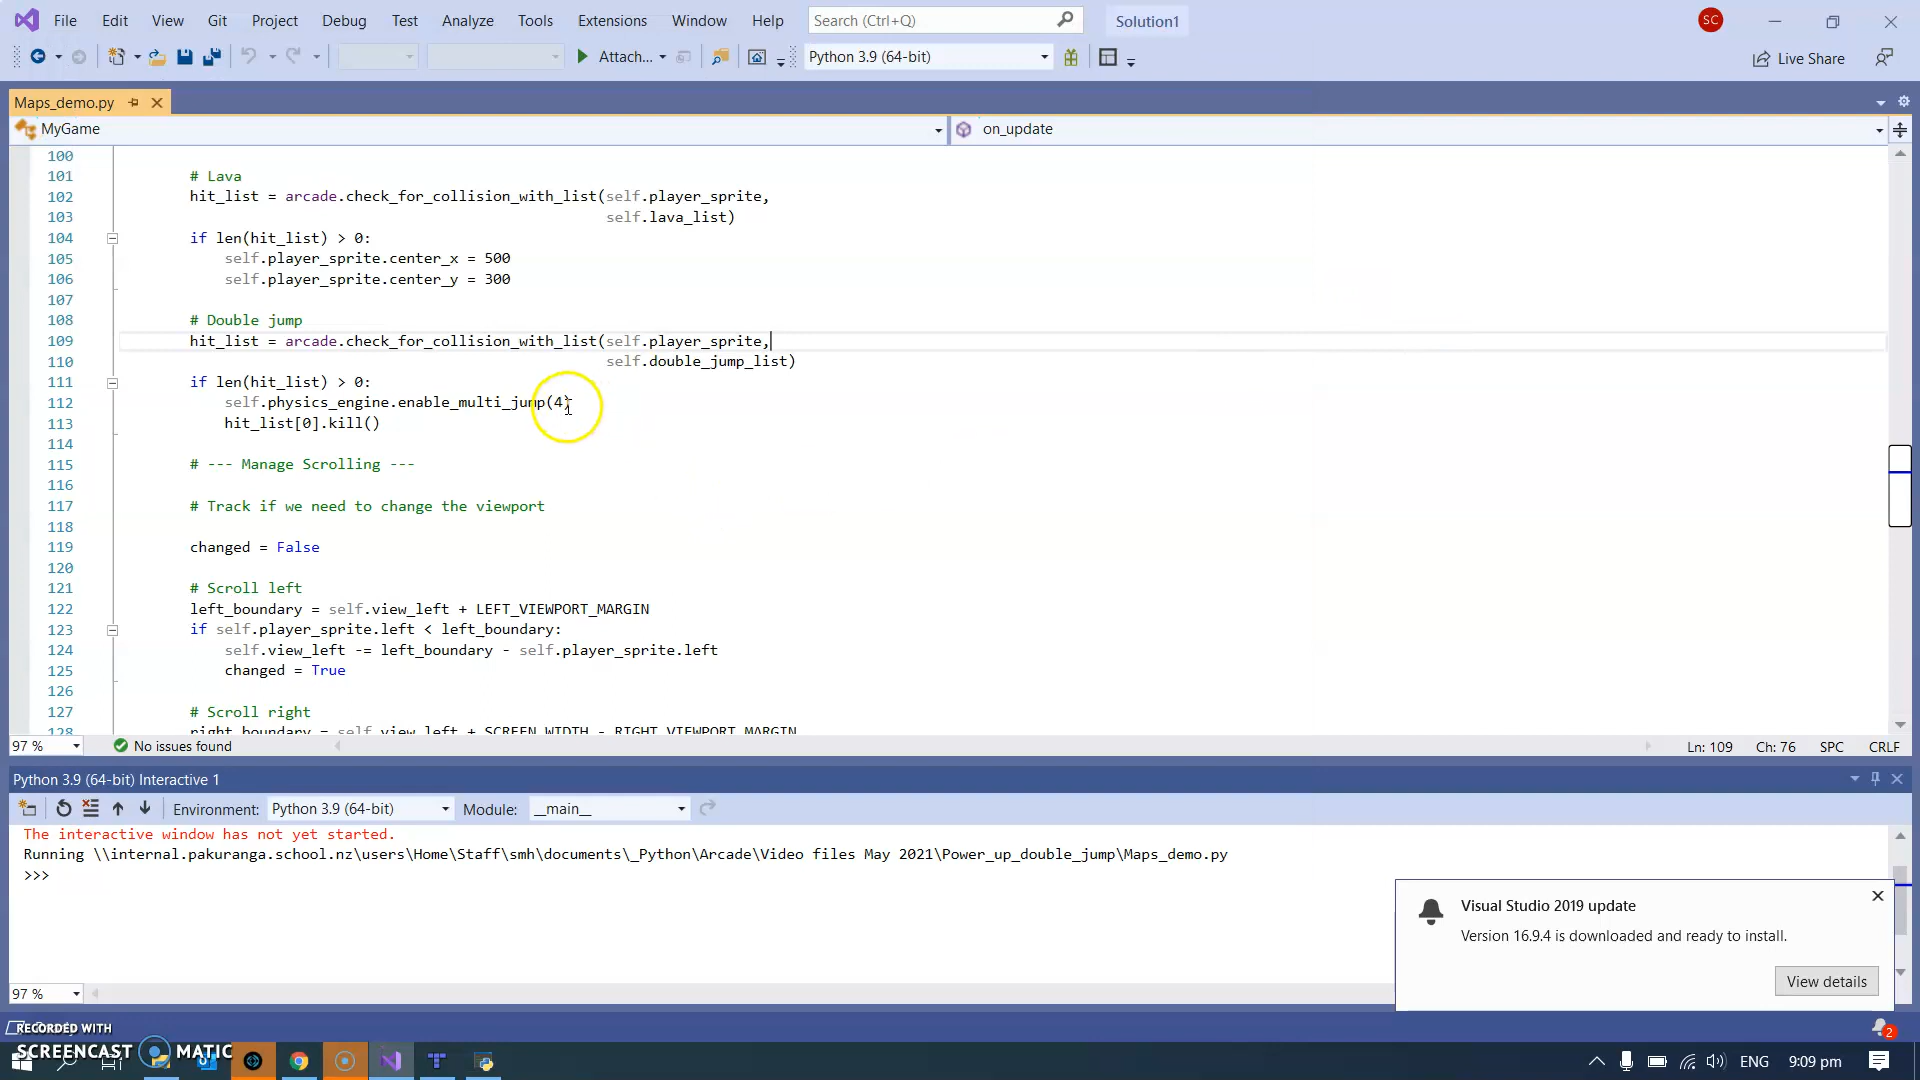 File Edit View Git Project Debug Test Analyze Tools Extensions Window Help Search (Ctrl+Q) Solution1 SC
Attach... Python 3.9 (64-bit) Live Share
Maps_demo.py
MyGame on_update
100
101 # Lava
102 hit_list = arcade.check_for_collision_with_list(self.player_sprite,
103 self.lava_list)
104 if len(hit_list) > 0:
105 self.player_sprite.center_x = 500
106 self.player_sprite.center_y = 300
107
108 # Double jump
109 hit_list = arcade.check_for_collision_with_list(self.player_sprite,
110 self.double_jump_list)
111 if len(hit_list) > 0:
112 self.physics_engine.enable_multi_jump(4)
113 hit_list[0].kill()
114
115 # --- Manage Scrolling ---
116
117 # Track if we need to change the viewport
118
119 changed = False
120
121 # Scroll left
122 left_boundary = self.view_left + LEFT_VIEWPORT_MARGIN
123 if self.player_sprite.left < left_boundary:
124 self.view_left -= left_boundary - self.player_sprite.left
125 changed = True
126
127 # Scroll right
128 right_boundary = self.view_left + SCREEN_WIDTH - RIGHT_VIEWPORT_MARGIN
97 % No issues found Ln: 109 Ch: 76 SPC CRLF
Python 3.9 (64-bit) Interactive 1
Environment: Python 3.9 (64-bit) Module: __main__
The interactive window has not yet started.
Running \\internal.pakuranga.school.nz\users\Home\Staff\smh\documents\_Python\Arcade\Video files May 2021\Power_up_double_jump\Maps_demo.py
>>>
Visual Studio 2019 update
Version 16.9.4 is downloaded and ready to install.
View details
97 %
RECORDED WITH
SCREENCAST MATIC
2
ENG 9:09 pm